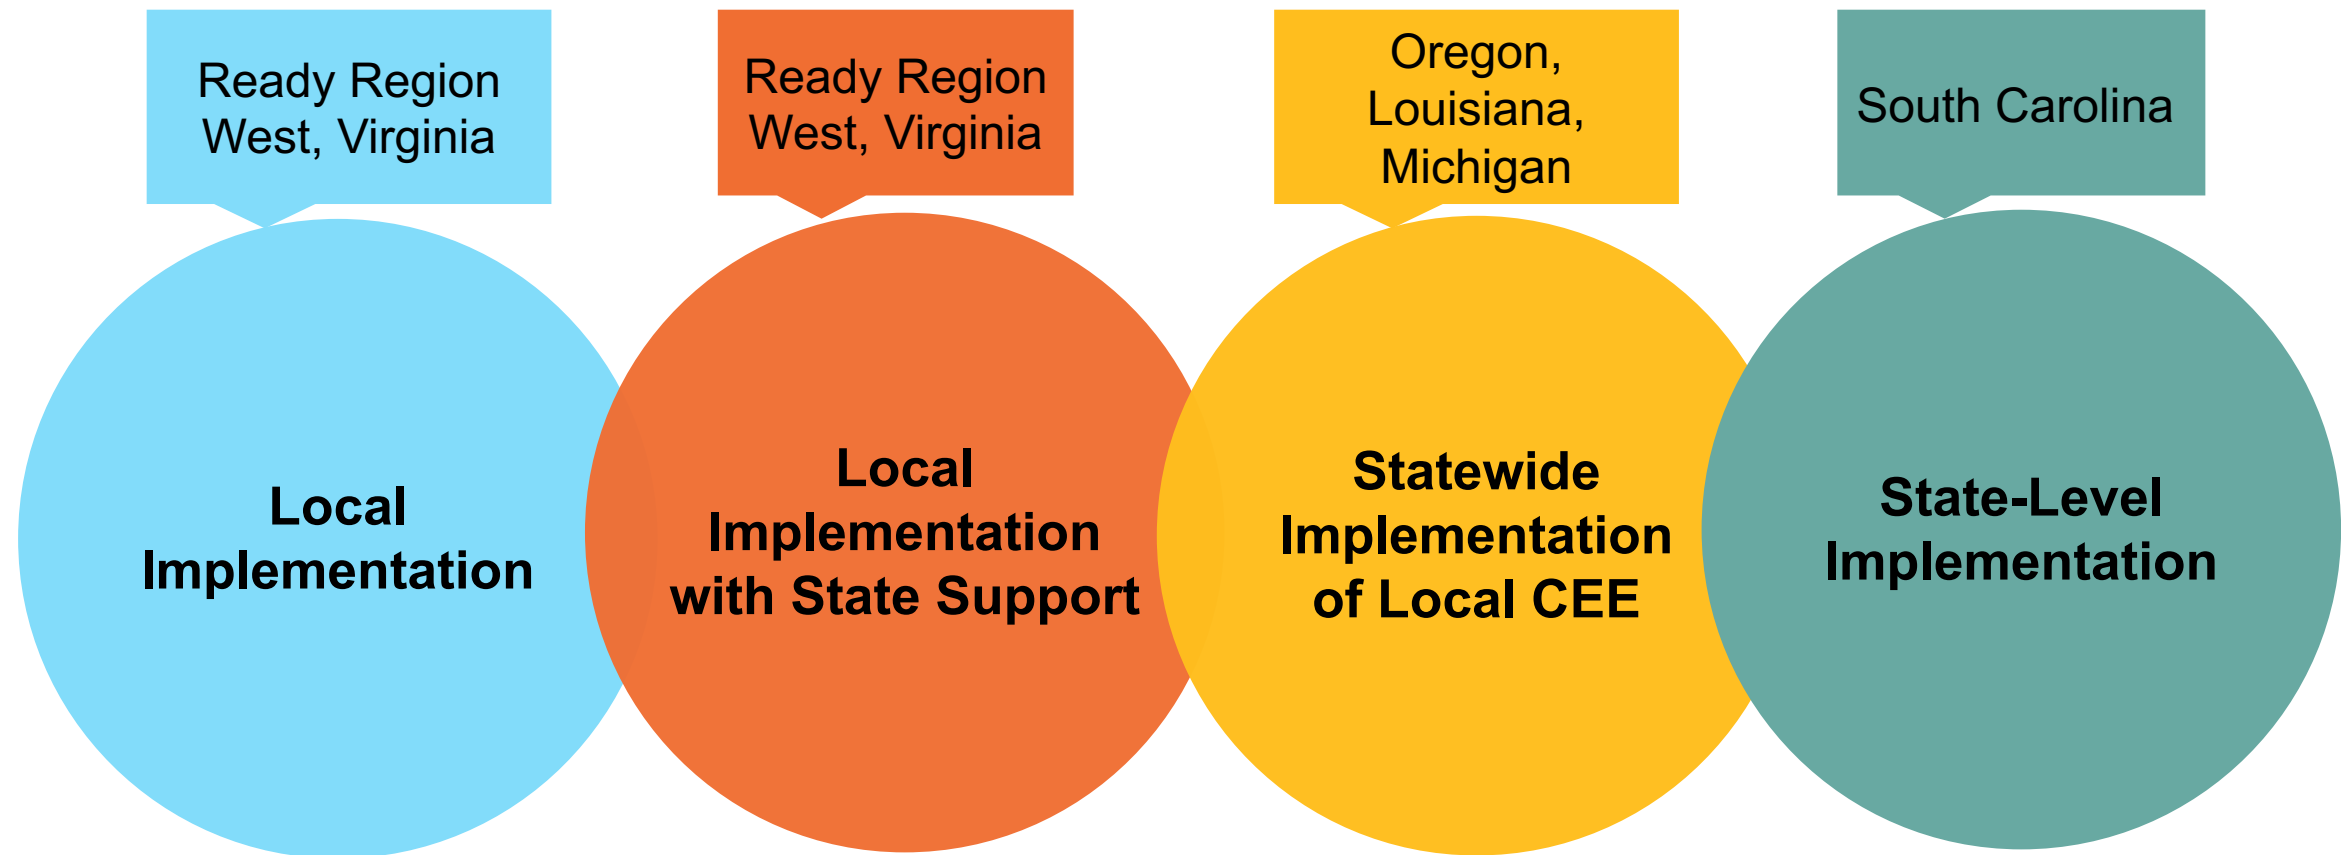 Ready Region
West, Virginia
Ready Region
West, Virginia
Oregon,
Louisiana,
Michigan
South Carolina
Local
Implementation
Local
Implementation
with State Support
Statewide
Implementation
of Local CEE
State-Level
Implementation